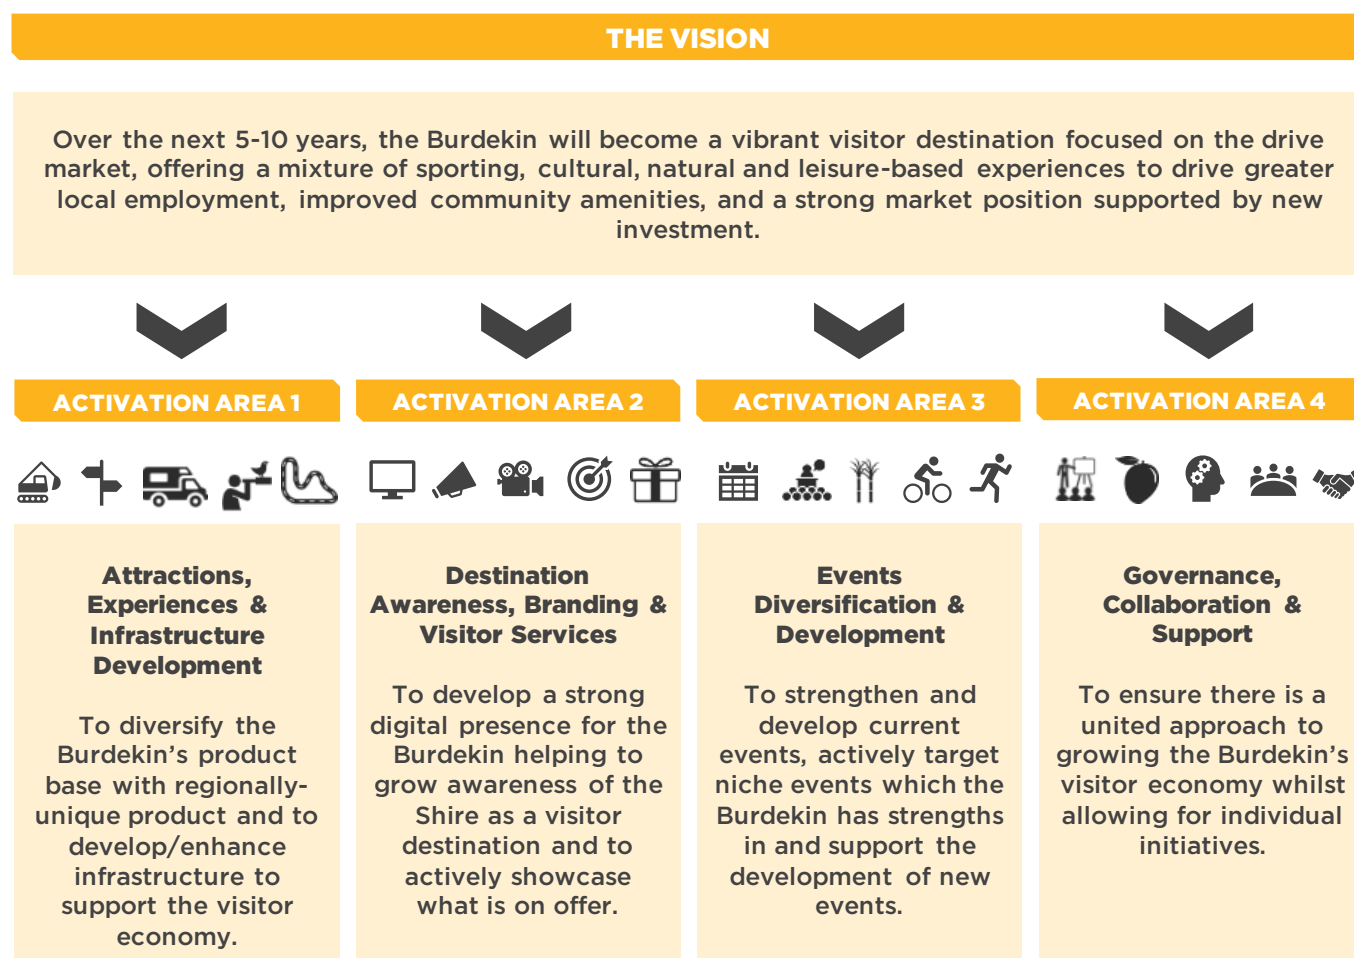 THE VISION
Over the next 5-10 years, the Burdekin will become a vibrant visitor destination focused on the drive
market, offering a mixture of sporting, cultural, natural and leisure-based experiences to drive greater
local employment, improved community amenities, and a strong market position supported by new
investment.
ACTIVATION AREA 1
Attractions,
Experiences &
Infrastructure
Development
To diversify the
Burdekin's product
base with regionally-
unique product and to
develop/enhance
infrastructure to
support the visitor
economy.
ACTIVATION AREA 2
Destination
Awareness, Branding &
Visitor Services
To develop a strong
digital presence for the
Burdekin helping to
grow awareness of the
Shire as a visitor
destination and to
actively showcase
what is on offer.
ACTIVATION AREA 3
Events
Diversification &
Development
To strengthen and
develop current
events, actively target
niche events which the
Burdekin has strengths
in and support the
development of new
events.
ACTIVATION AREA 4
Governance,
Collaboration &
Support
To ensure there is a
united approach to
growing the Burdekin's
visitor economy whilst
allowing for individual
initiatives.